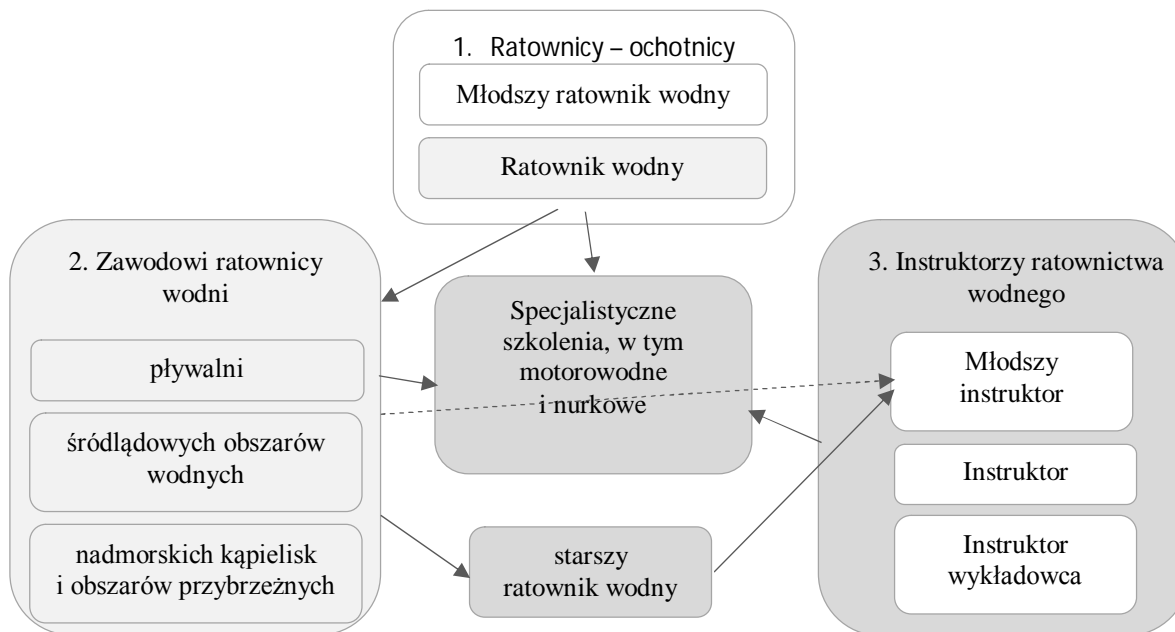 1. Ratownicy – ochotnicy
Młodszy ratownik wodny
Ratownik wodny
2. Zawodowi ratownicy
wodni
pływalni
śródlądowych obszarów
wodnych
nadmorskich kąpielisk
i obszarów przybrzeżnych
Specjalistyczne
szkolenia, w tym
motorowodne
i nurkowe
starszy
ratownik wodny
3. Instruktorzy ratownictwa
wodnego
Młodszy
instruktor
Instruktor
Instruktor
wykładowca